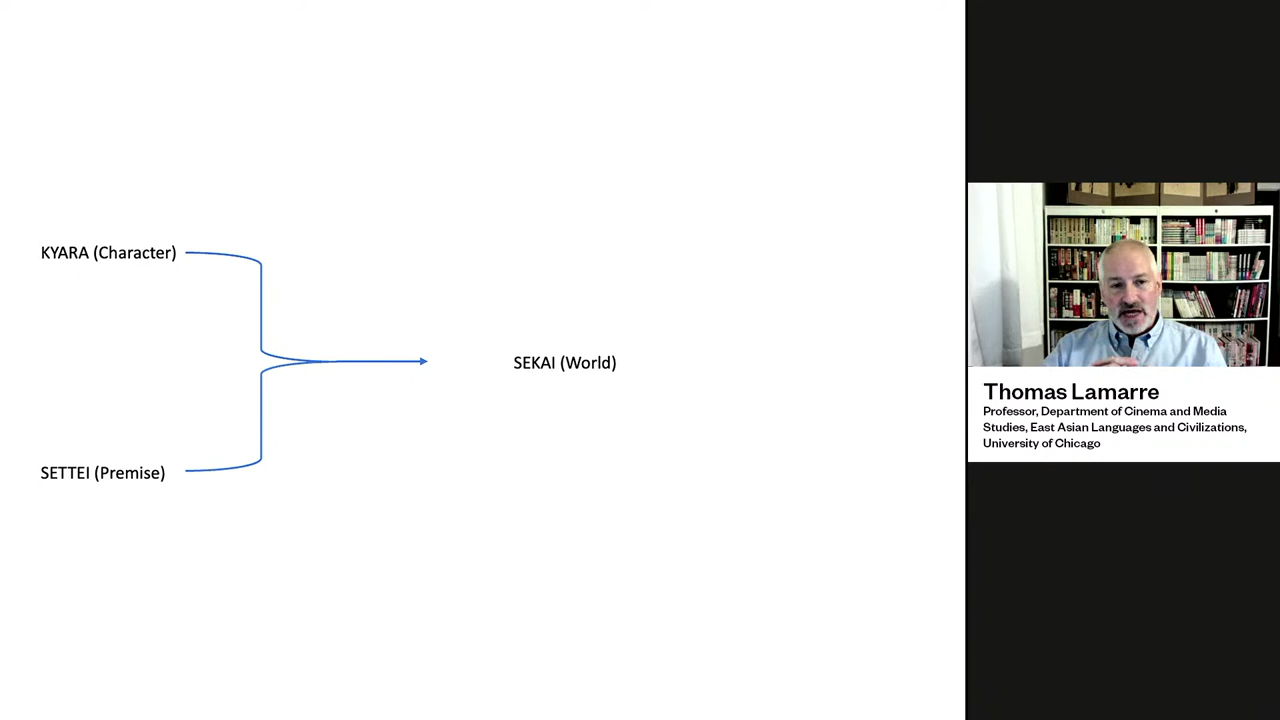 KYARA (Character)
SEKAI (World)
SETTEI (Premise)
Thomas Lamarre
Professor, Department of Cinema and Media
Studies, East Asian Languages and Civilizations,
University of Chicago